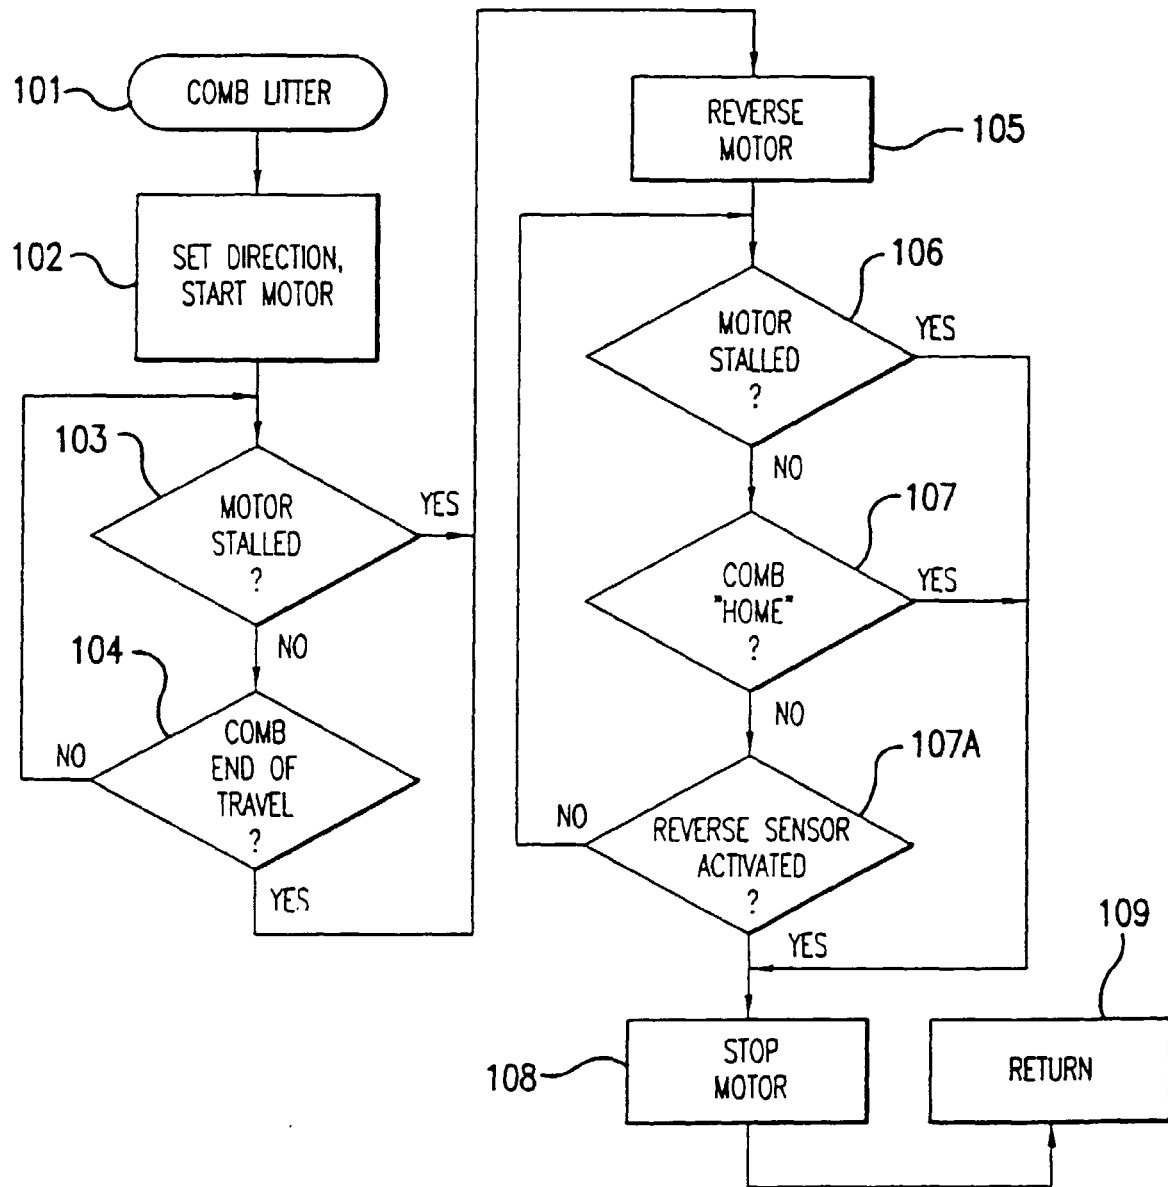 101
COMB LITTER
102
SET DIRECTION,
START MOTOR
103
MOTOR
STALLED
?
YES
NO
104
COMB
END OF
TRAVEL
?
NO
YES
REVERSE
MOTOR
105
106
MOTOR
STALLED
?
YES
NO
107
COMB
"HOME"
?
YES
NO
107A
REVERSE SENSOR
ACTIVATED
?
NO
YES
108
STOP
MOTOR
109
RETURN